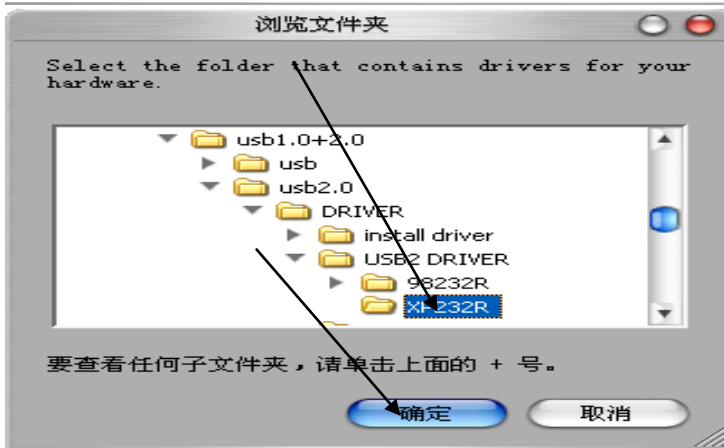 浏览文件夹
Select the folder that contains drivers for your
hardware.
usb1.0+2.0
usb
usb2.0
DRIVER
install driver
USB2 DRIVER
98232R
XP232R
要查看任何子文件夹，请单击上面的 + 号。
确定
取消